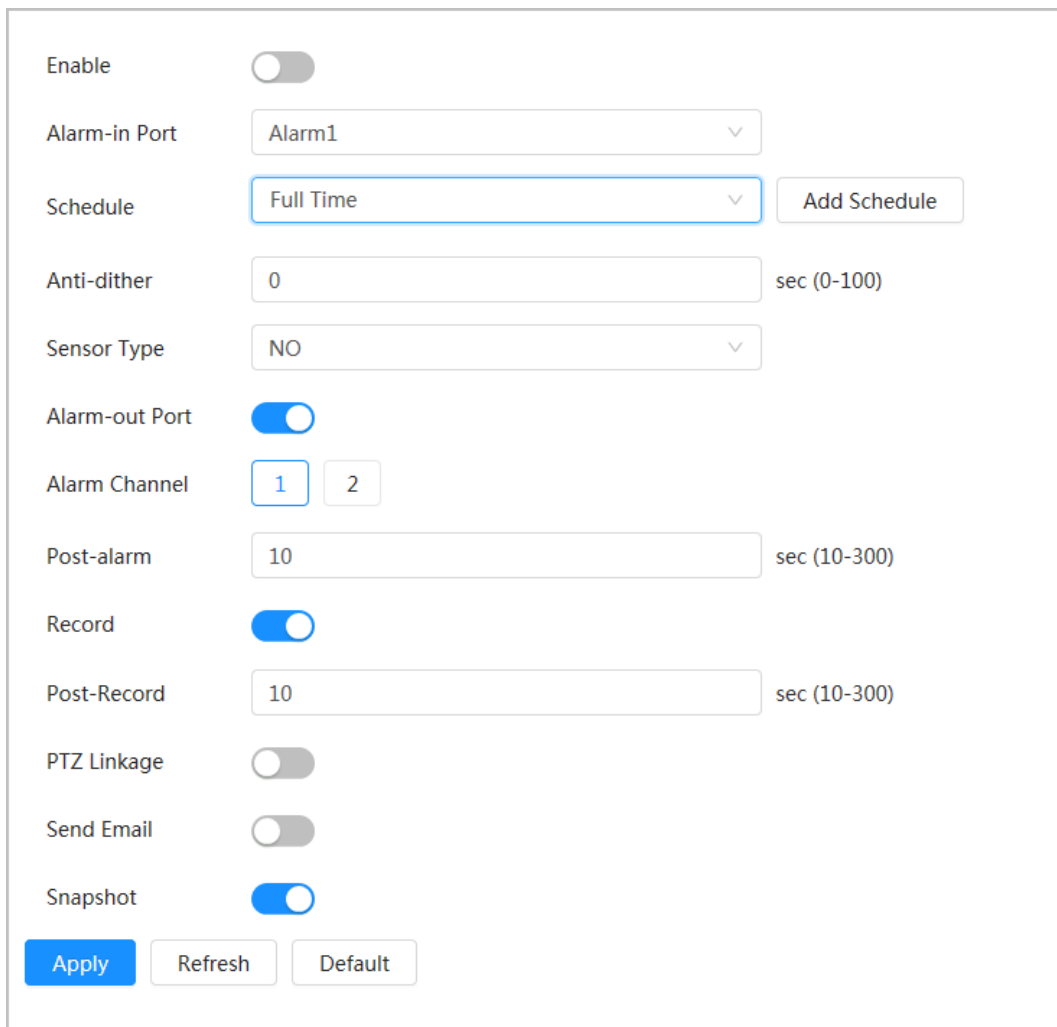 Enable
Alarm-in Port Alarm1
Schedule Full Time Add Schedule
Anti-dither 0 sec (0-100)
Sensor Type NO
Alarm-out Port
Alarm Channel 1 2
Post-alarm 10 sec (10-300)
Record
Post-Record 10 sec (10-300)
PTZ Linkage
Send Email
Snapshot
Apply Refresh Default